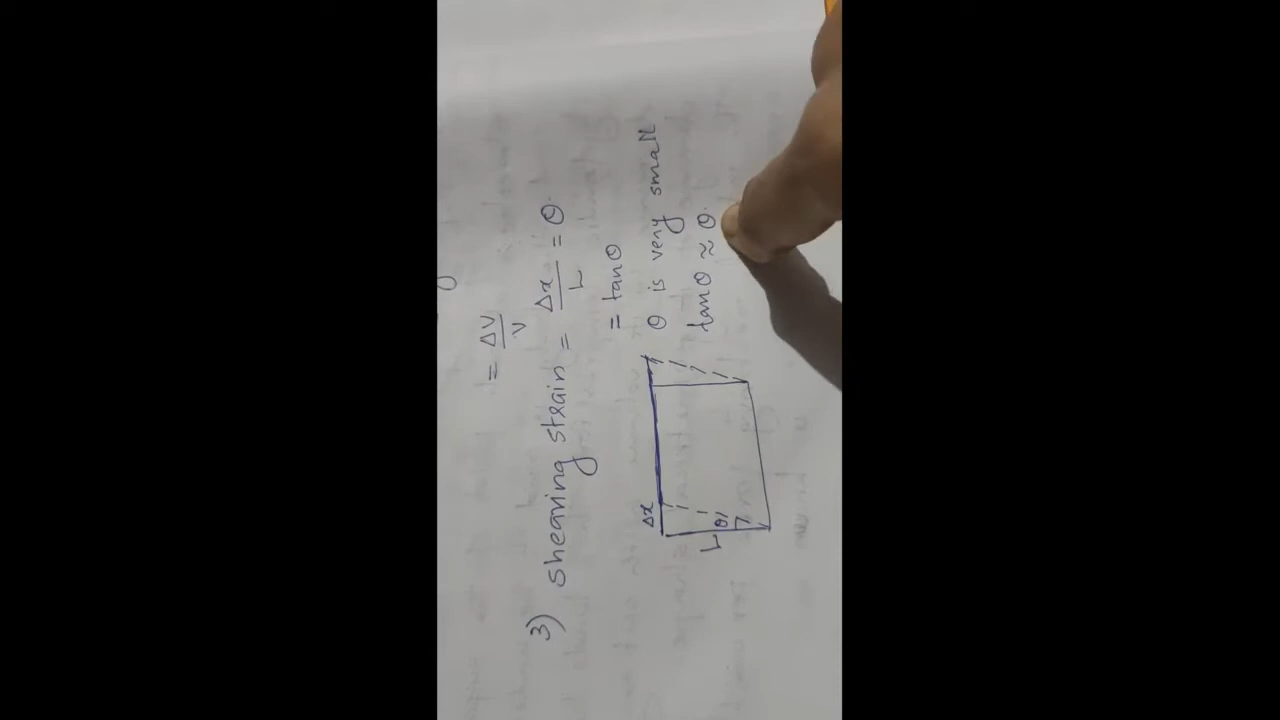 = ΔV/V
3) shearing strain = Δx/L = θ.
= tanθ
θ is very small
tanθ ≈ θ.
Δx
L
θ